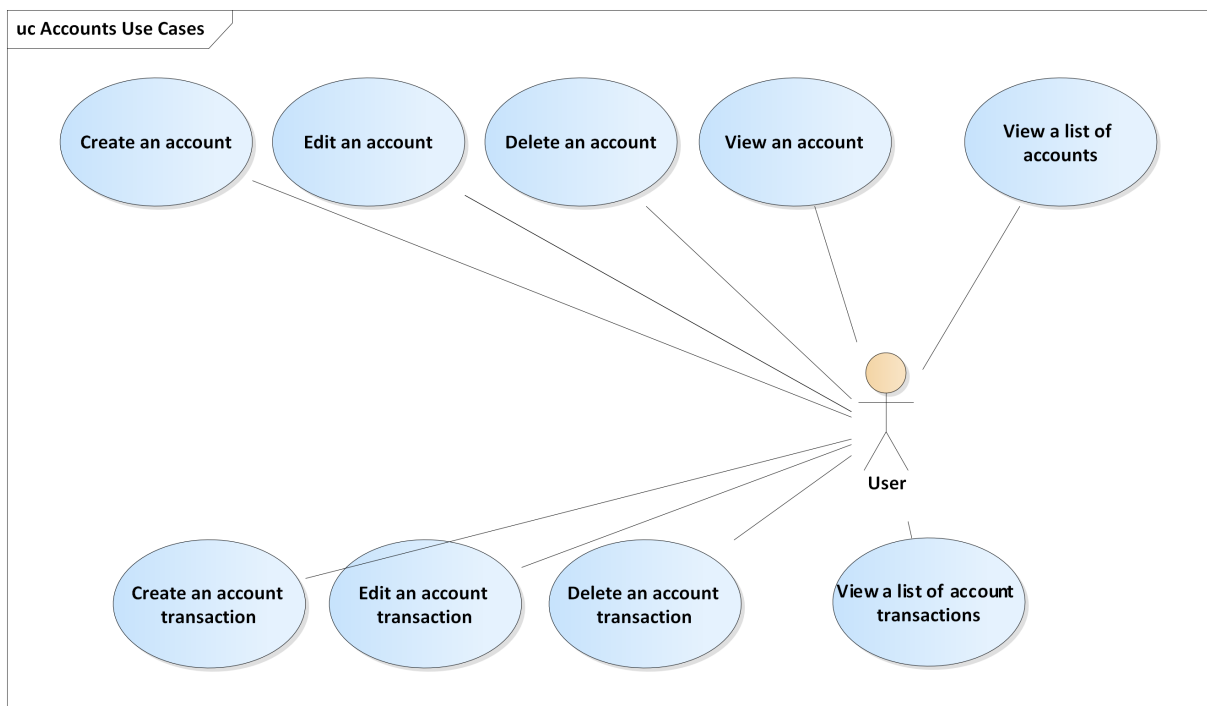 uc Accounts Use Cases
Create an account
Edit an account
Delete an account
View an account
View a list of
accounts
User
Create an account
transaction
Edit an account
transaction
Delete an account
transaction
View a list of account
transactions